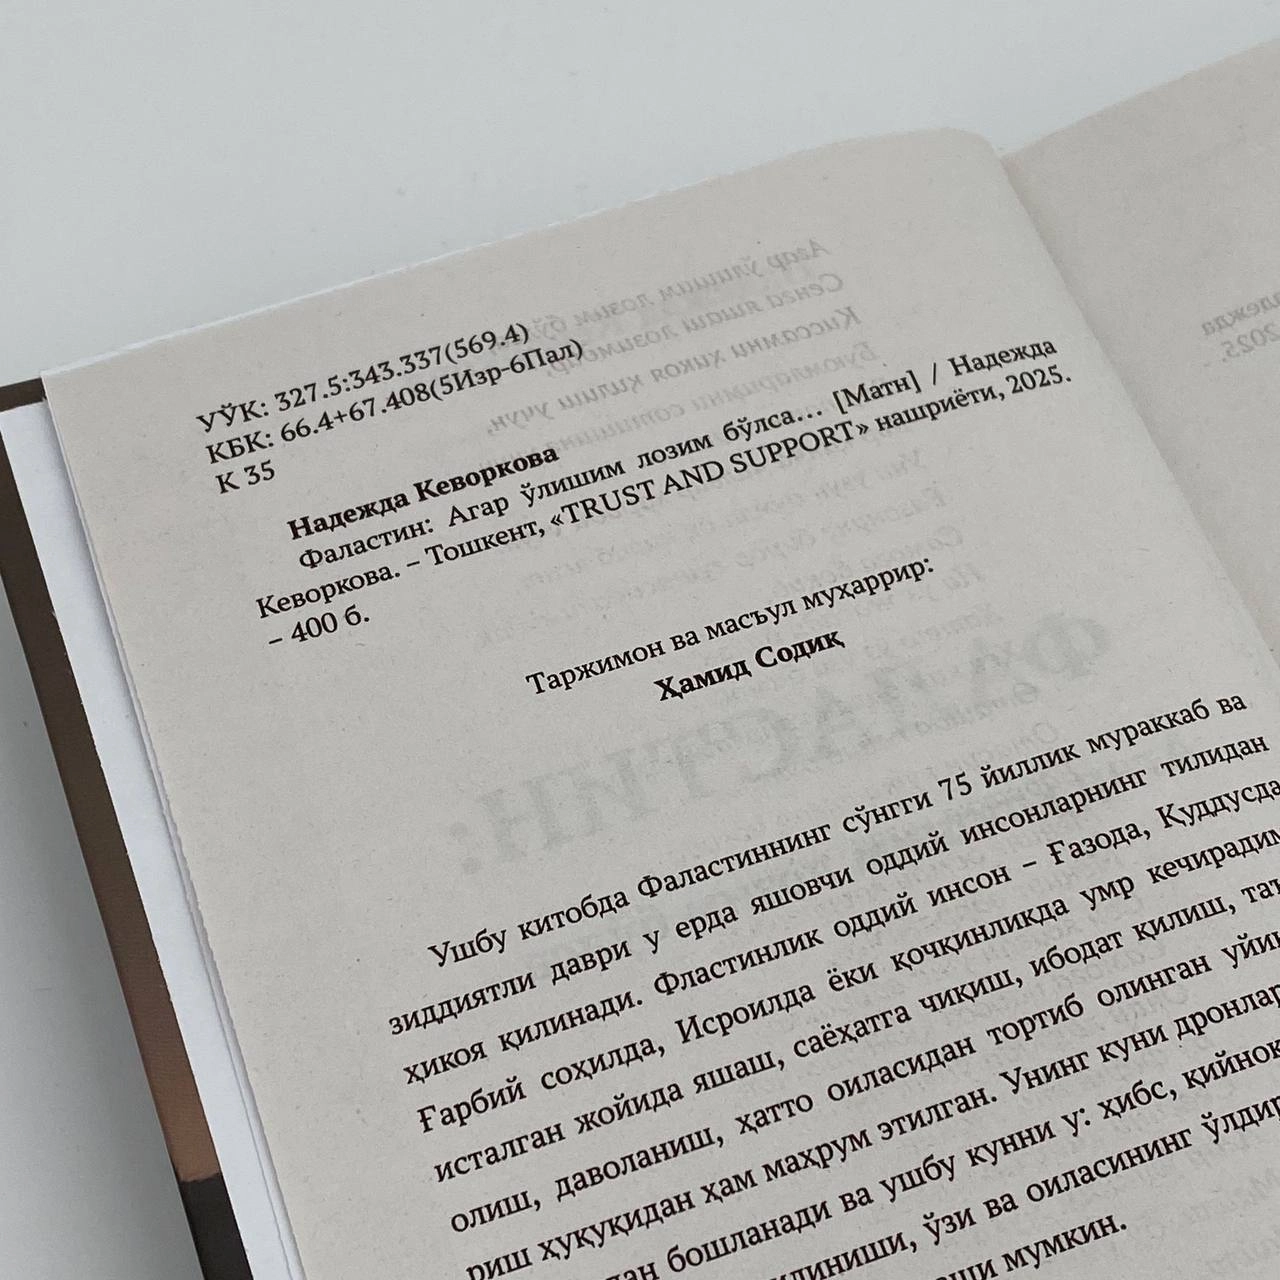 УЎК: 327.5:343.337(569.4)
КБК: 66.4+67.408(5Изр-6Пал)
К 35
Надежда Кеворкова
Фаластин: Агар ўлишим лозим бўлса... [Матн] / Надежда
Кеворкова. – Тошкент, «TRUST AND SUPPORT» нашриёти, 2025.
– 400 б.
Таржимон ва масъул муҳаррир:
Ҳамид Содиқ
Ушбу китобда Фаластиннинг сўнгги 75 йиллик мураккаб ва
зиддиятли даври у ерда яшовчи оддий инсонларнинг тилидан
ҳикоя қилинади. Фластинлик оддий инсон – Ғазода, Қуддусда
Ғарбий соҳилда, Исроилда ёки қочқинликда умр кечирадими
исталган жойида яшаш, саёҳатга чиқиш, ибодат қилиш,
олиш, даволаниш, ҳатто оиласидан тортиб олинган
риш ҳуқуқидан ҳам маҳрум этилган. Унинг куни
бошланади ва ушбу кунни у: ҳибс,
ўзи ва оиласининг
мумкин.